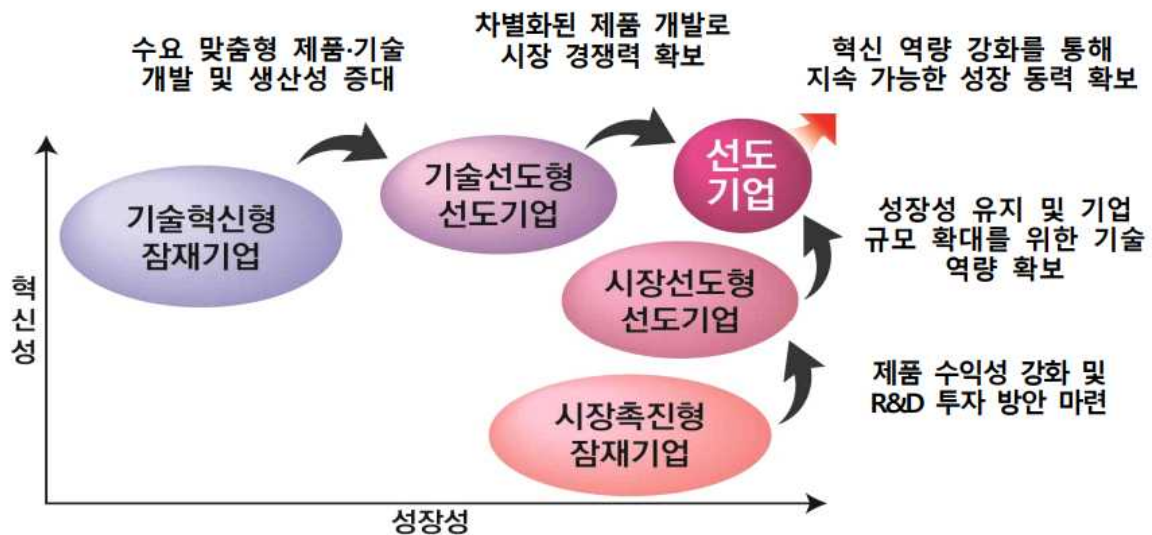 수요 맞춤형 제품·기술
개발 및 생산성 증대
차별화된 제품 개발로
시장 경쟁력 확보
혁신 역량 강화를 통해
지속 가능한 성장 동력 확보
기술혁신형
잠재기업
기술선도형
선도기업
선도
기업
성장성 유지 및 기업
규모 확대를 위한 기술
역량 확보
시장선도형
선도기업
제품 수익성 강화 및
R&D 투자 방안 마련
시장촉진형
잠재기업
혁
신
성
성장성